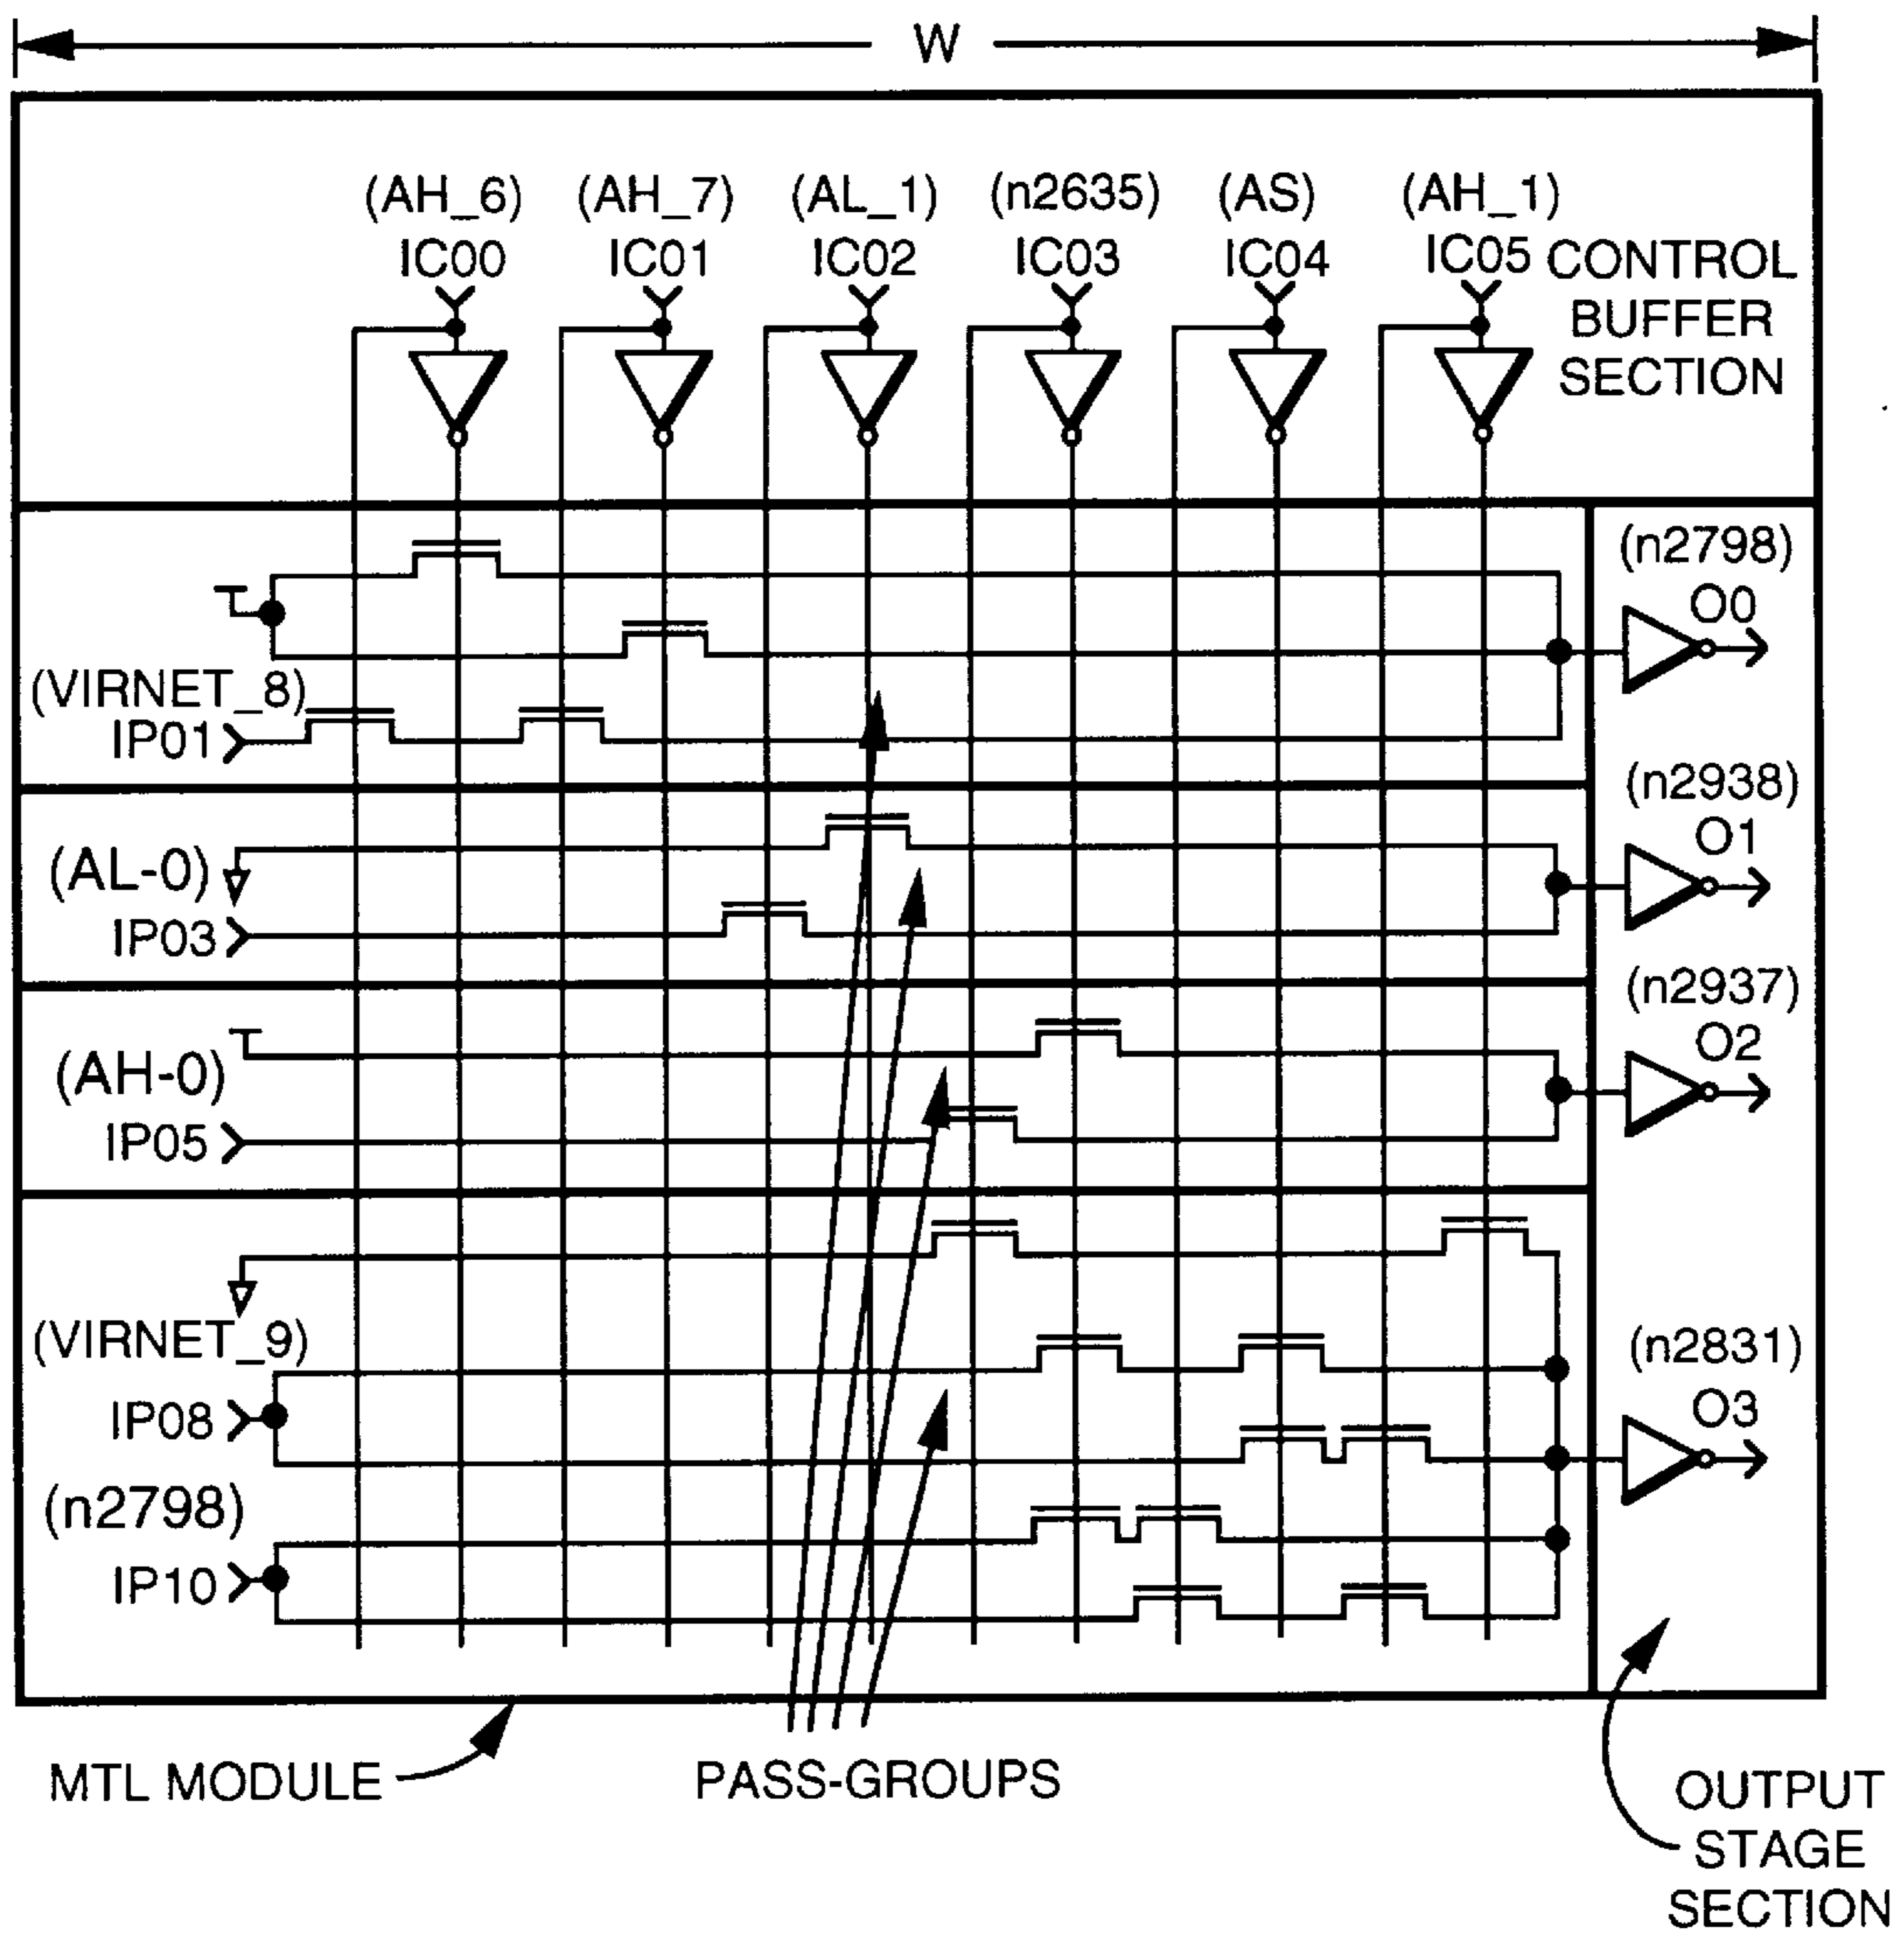 W
(AH_6) (AH_7) (AL_1) (n2635) (AS) (AH_1)
IC00 IC01 IC02 IC03 IC04 IC05
CONTROL
BUFFER
SECTION
(n2798)
O0
(VIRNET_8)
IP01
(n2938)
O1
(AL-0)
IP03
(n2937)
O2
(AH-0)
IP05
(VIRNET_9)
IP08
(n2831)
O3
(n2798)
IP10
MTL MODULE
PASS-GROUPS
OUTPUT
STAGE
SECTION